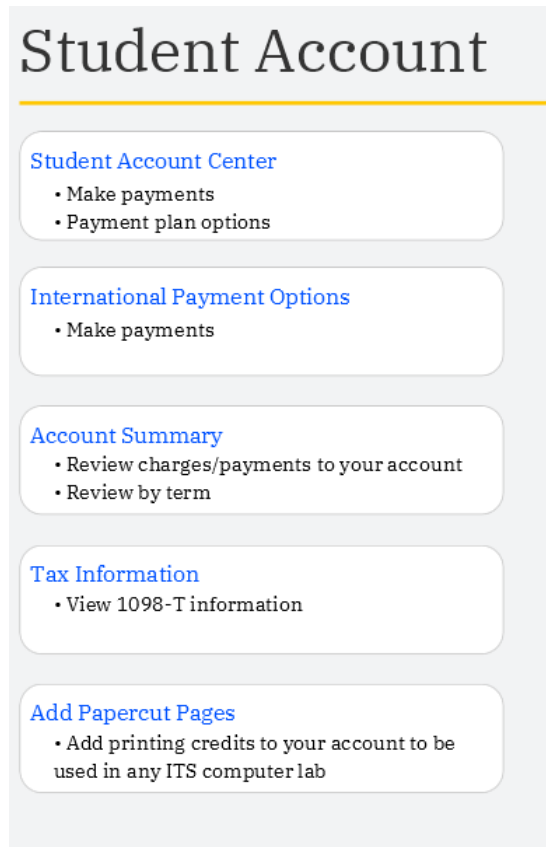 Student Account
Student Account Center
• Make payments
• Payment plan options
International Payment Options
• Make payments
Account Summary
• Review charges/payments to your account
• Review by term
Tax Information
• View 1098-T information
Add Papercut Pages
• Add printing credits to your account to be
used in any ITS computer lab